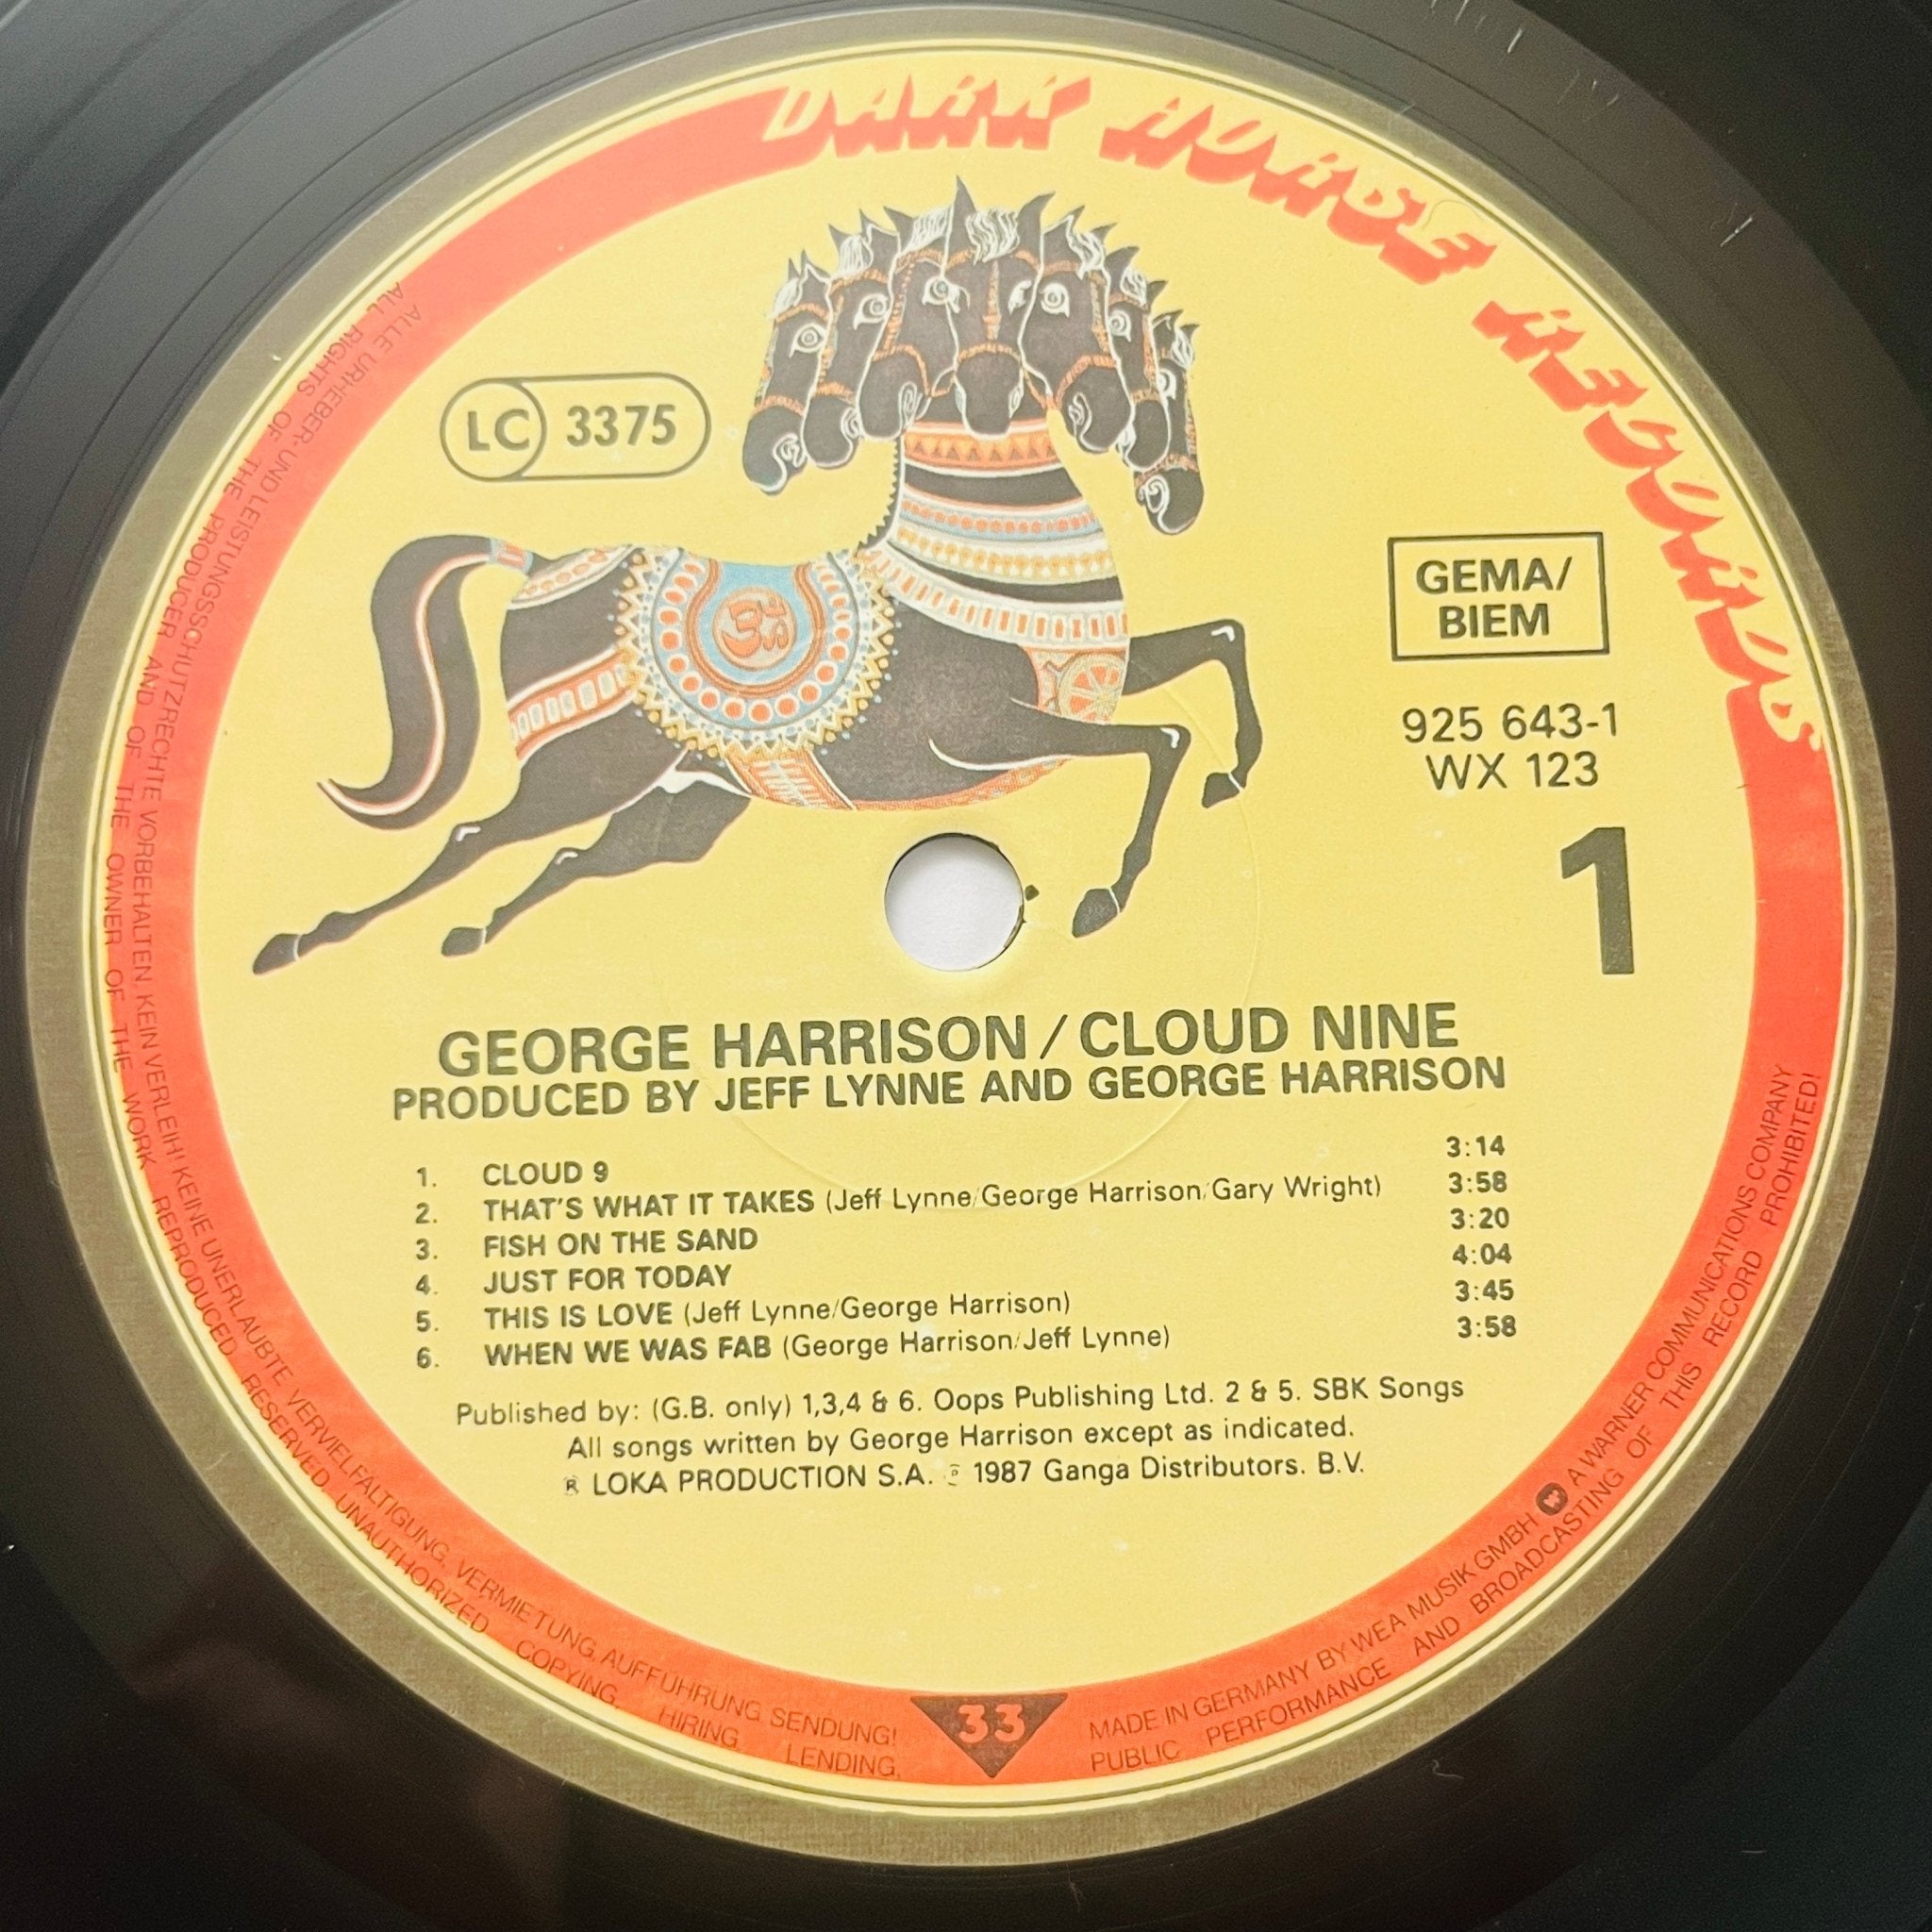 DARK HORSE RECORDS
LC 3375
GEMA/
BIEM
925 643-1
WX 123
1
GEORGE HARRISON / CLOUD NINE
PRODUCED BY JEFF LYNNE AND GEORGE HARRISON
1. CLOUD 9 3:14
2. THAT'S WHAT IT TAKES (Jeff Lynne/George Harrison/Gary Wright) 3:58
3. FISH ON THE SAND 3:20
4. JUST FOR TODAY 4:04
5. THIS IS LOVE (Jeff Lynne/George Harrison) 3:45
6. WHEN WE WAS FAB (George Harrison/Jeff Lynne) 3:58
Published by: (G.B. only) 1,3,4 & 6. Oops Publishing Ltd. 2 & 5. SBK Songs
All songs written by George Harrison except as indicated.
® LOKA PRODUCTION S.A. ℗ 1987 Ganga Distributors. B.V.
33
ALLE URHEBER- UND LEISTUNGSSCHUTZRECHTE VORBEHALTEN. KEIN VERLEIH! KEINE UNERLAUBTE VERVIELFÄLTIGUNG, VERMIETUNG, AUFFÜHRUNG, SENDUNG!
ALL RIGHTS OF THE PRODUCER AND OF THE OWNER OF THE WORK REPRODUCED RESERVED. UNAUTHORIZED COPYING, HIRING, LENDING,
MADE IN GERMANY BY WEA MUSIK GMBH A WARNER COMMUNICATIONS COMPANY
PUBLIC PERFORMANCE AND BROADCASTING OF THIS RECORD PROHIBITED!